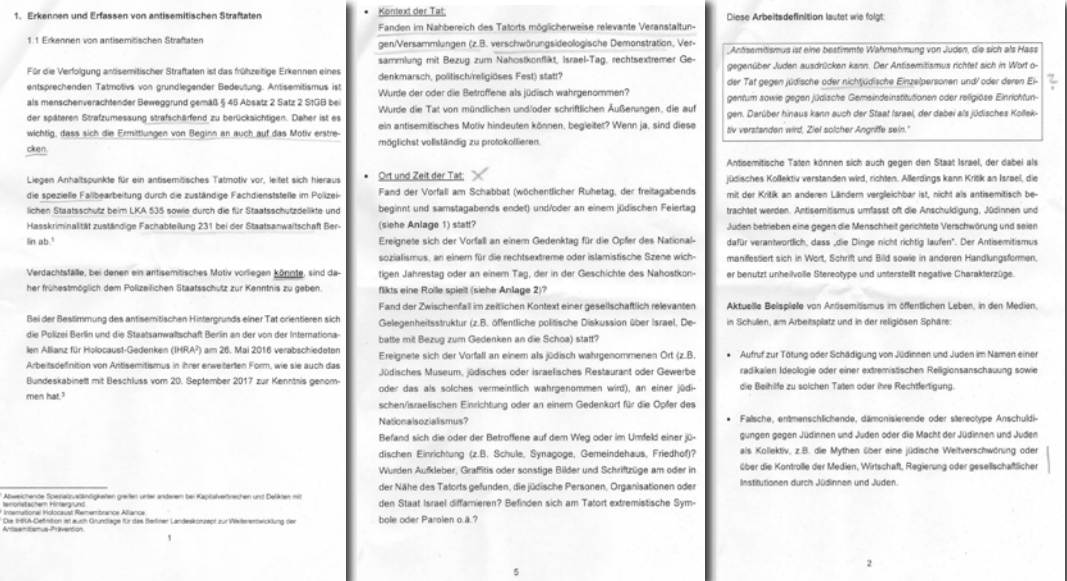 1. Erkennen und Erfassen von antisemitischen Straftaten
1.1 Erkennen von antisemitischen Straftaten
Für die Verfolgung antisemitischer Straftaten ist das frühzeitige Erkennen eines
entsprechenden Tatmotivs von grundlegender Bedeutung. Antisemitismus ist
als menschenverachtender Beweggrund gemäß § 46 Absatz 2 Satz 2 StGB bei
der späteren Strafzumessung strafschärfend zu berücksichtigen. Daher ist es
wichtig, dass sich die Ermittlungen von Beginn an auch auf das Motiv erstre-
cken.
Liegen Anhaltspunkte für ein antisemitisches Tatmotiv vor, leitet sich hieraus
die spezielle Fallbearbeitung durch die zuständige Fachdienststelle im Polizei-
lichen Staatsschutz beim LKA 535 sowie durch die für Staatsschutzdelikte und
Hasskriminalität zuständige Fachabteilung 231 bei der Staatsanwaltschaft Ber-
lin ab.¹
Verdachtsfälle, bei denen ein antisemitisches Motiv vorliegen könnte, sind da-
her frühestmöglich dem Polizeilichen Staatsschutz zur Kenntnis zu geben.
Bei der Bestimmung des antisemitischen Hintergrunds einer Tat orientieren sich
die Polizei Berlin und die Staatsanwaltschaft Berlin an der von der Internationa-
len Allianz für Holocaust-Gedenken (IHRA²) am 26. Mai 2016 verabschiedeten
Arbeitsdefinition von Antisemitismus in ihrer erweiterten Form, wie sie auch das
Bundeskabinett mit Beschluss vom 20. September 2017 zur Kenntnis genom-
men hat.³
¹ Abweichende Spezialzuständigkeiten greifen unter anderem bei Kapitalverbrechen und Delikten mit
terroristischem Hintergrund.
² International Holocaust Remembrance Alliance.
³ Die IHRA-Definition ist auch Grundlage für das Berliner Landeskonzept zur Weiterentwicklung der
Antisemitismus-Prävention.
1
• Kontext der Tat:
Fanden im Nahbereich des Tatorts möglicherweise relevante Veranstaltun-
gen/Versammlungen (z.B. verschwörungsideologische Demonstration, Ver-
sammlung mit Bezug zum Nahostkonflikt, Israel-Tag, rechtsextremer Ge-
denkmarsch, politisch/religiöses Fest) statt?
Wurde der oder die Betroffene als jüdisch wahrgenommen?
Wurde die Tat von mündlichen und/oder schriftlichen Äußerungen, die auf
ein antisemitisches Motiv hindeuten können, begleitet? Wenn ja, sind diese
möglichst vollständig zu protokollieren.
• Ort und Zeit der Tat:
Fand der Vorfall am Schabbat (wöchentlicher Ruhetag, der freitagabends
beginnt und samstagabends endet) und/oder an einem jüdischen Feiertag
(siehe Anlage 1) statt?
Ereignete sich der Vorfall an einem Gedenktag für die Opfer des National-
sozialismus, an einem für die rechtsextreme oder islamistische Szene wich-
tigen Jahrestag oder an einem Tag, der in der Geschichte des Nahostkon-
flikts eine Rolle spielt (siehe Anlage 2)?
Fand der Zwischenfall im zeitlichen Kontext einer gesellschaftlich relevanten
Gelegenheitsstruktur (z.B. öffentliche politische Diskussion über Israel, De-
batte mit Bezug zum Gedenken an die Schoa) statt?
Ereignete sich der Vorfall an einem als jüdisch wahrgenommenen Ort (z.B.
Jüdisches Museum, jüdisches oder israelisches Restaurant oder Gewerbe
oder das als solches vermeintlich wahrgenommen wird), an einer jüdi-
schen/israelischen Einrichtung oder an einem Gedenkort für die Opfer des
Nationalsozialismus?
Befand sich die oder der Betroffene auf dem Weg oder im Umfeld einer jü-
dischen Einrichtung (z.B. Schule, Synagoge, Gemeindehaus, Friedhof)?
Wurden Aufkleber, Graffitis oder sonstige Bilder und Schriftzüge am oder in
der Nähe des Tatorts gefunden, die jüdische Personen, Organisationen oder
den Staat Israel diffamieren? Befinden sich am Tatort extremistische Sym-
bole oder Parolen o.ä.?
5
Diese Arbeitsdefinition lautet wie folgt:
„Antisemitismus ist eine bestimmte Wahrnehmung von Juden, die sich als Hass
gegenüber Juden ausdrücken kann. Der Antisemitismus richtet sich in Wort o-
der Tat gegen jüdische oder nichtjüdische Einzelpersonen und/ oder deren Ei-
gentum sowie gegen jüdische Gemeindeinstitutionen oder religiöse Einrichtun-
gen. Darüber hinaus kann auch der Staat Israel, der dabei als jüdisches Kollek-
tiv verstanden wird, Ziel solcher Angriffe sein."
?
Antisemitische Taten können sich auch gegen den Staat Israel, der dabei als
jüdisches Kollektiv verstanden wird, richten. Allerdings kann Kritik an Israel, die
mit der Kritik an anderen Ländern vergleichbar ist, nicht als antisemitisch be-
trachtet werden. Antisemitismus umfasst oft die Anschuldigung, Jüdinnen und
Juden betrieben eine gegen die Menschheit gerichtete Verschwörung und seien
dafür verantwortlich, dass „die Dinge nicht richtig laufen". Der Antisemitismus
manifestiert sich in Wort, Schrift und Bild sowie in anderen Handlungsformen,
er benutzt unheilvolle Stereotype und unterstellt negative Charakterzüge.
Aktuelle Beispiele von Antisemitismus im öffentlichen Leben, in den Medien,
in Schulen, am Arbeitsplatz und in der religiösen Sphäre:
• Aufruf zur Tötung oder Schädigung von Jüdinnen und Juden im Namen einer
radikalen Ideologie oder einer extremistischen Religionsanschauung sowie
die Beihilfe zu solchen Taten oder ihre Rechtfertigung.
• Falsche, entmenschlichende, dämonisierende oder stereotype Anschuldi-
gungen gegen Jüdinnen und Juden oder die Macht der Jüdinnen und Juden
als Kollektiv, z.B. die Mythen über eine jüdische Weltverschwörung oder
über die Kontrolle der Medien, Wirtschaft, Regierung oder gesellschaftlicher
Institutionen durch Jüdinnen und Juden.
2